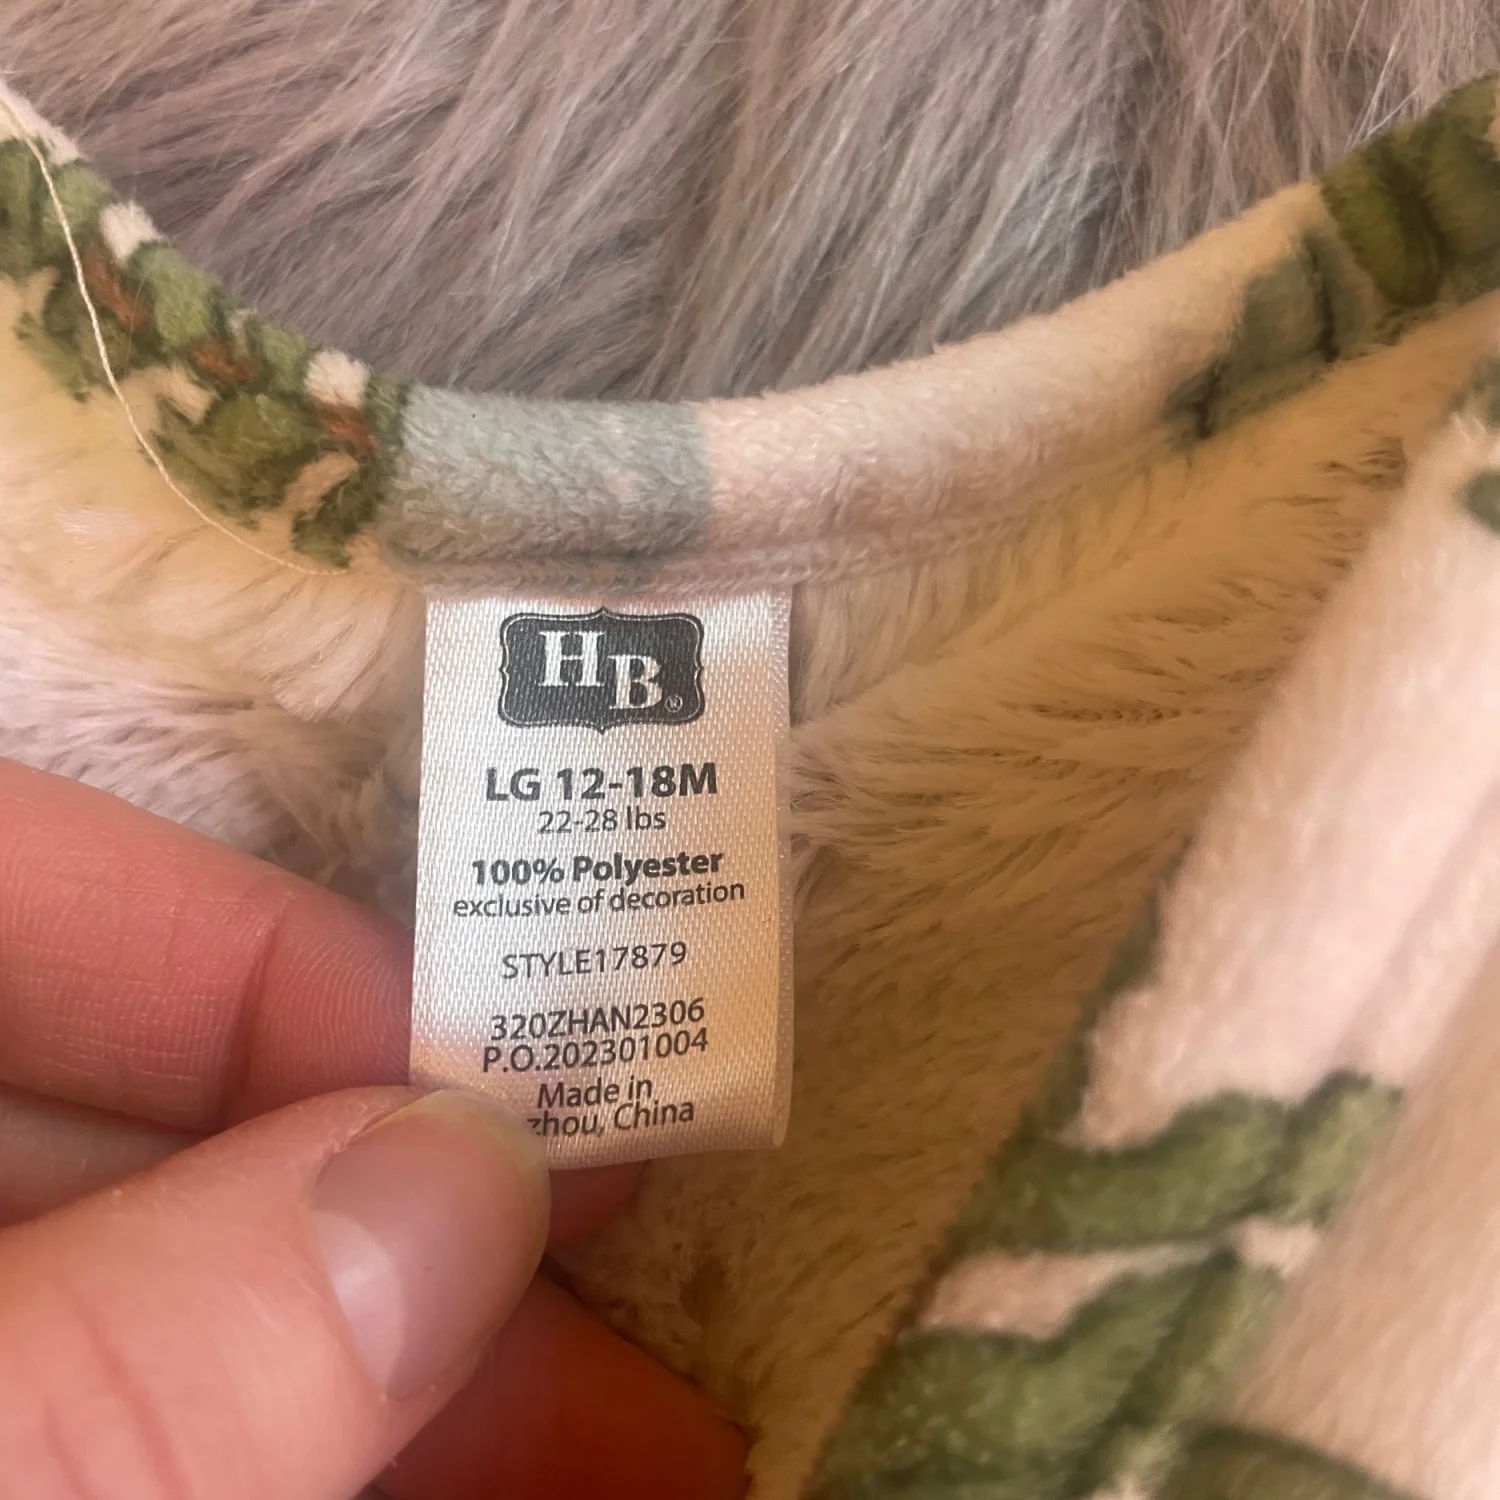 HB®
LG 12-18M
22-28 lbs
100% Polyester
exclusive of decoration
STYLE17879
320ZHAN2306
P.O.202301004
Made in
China